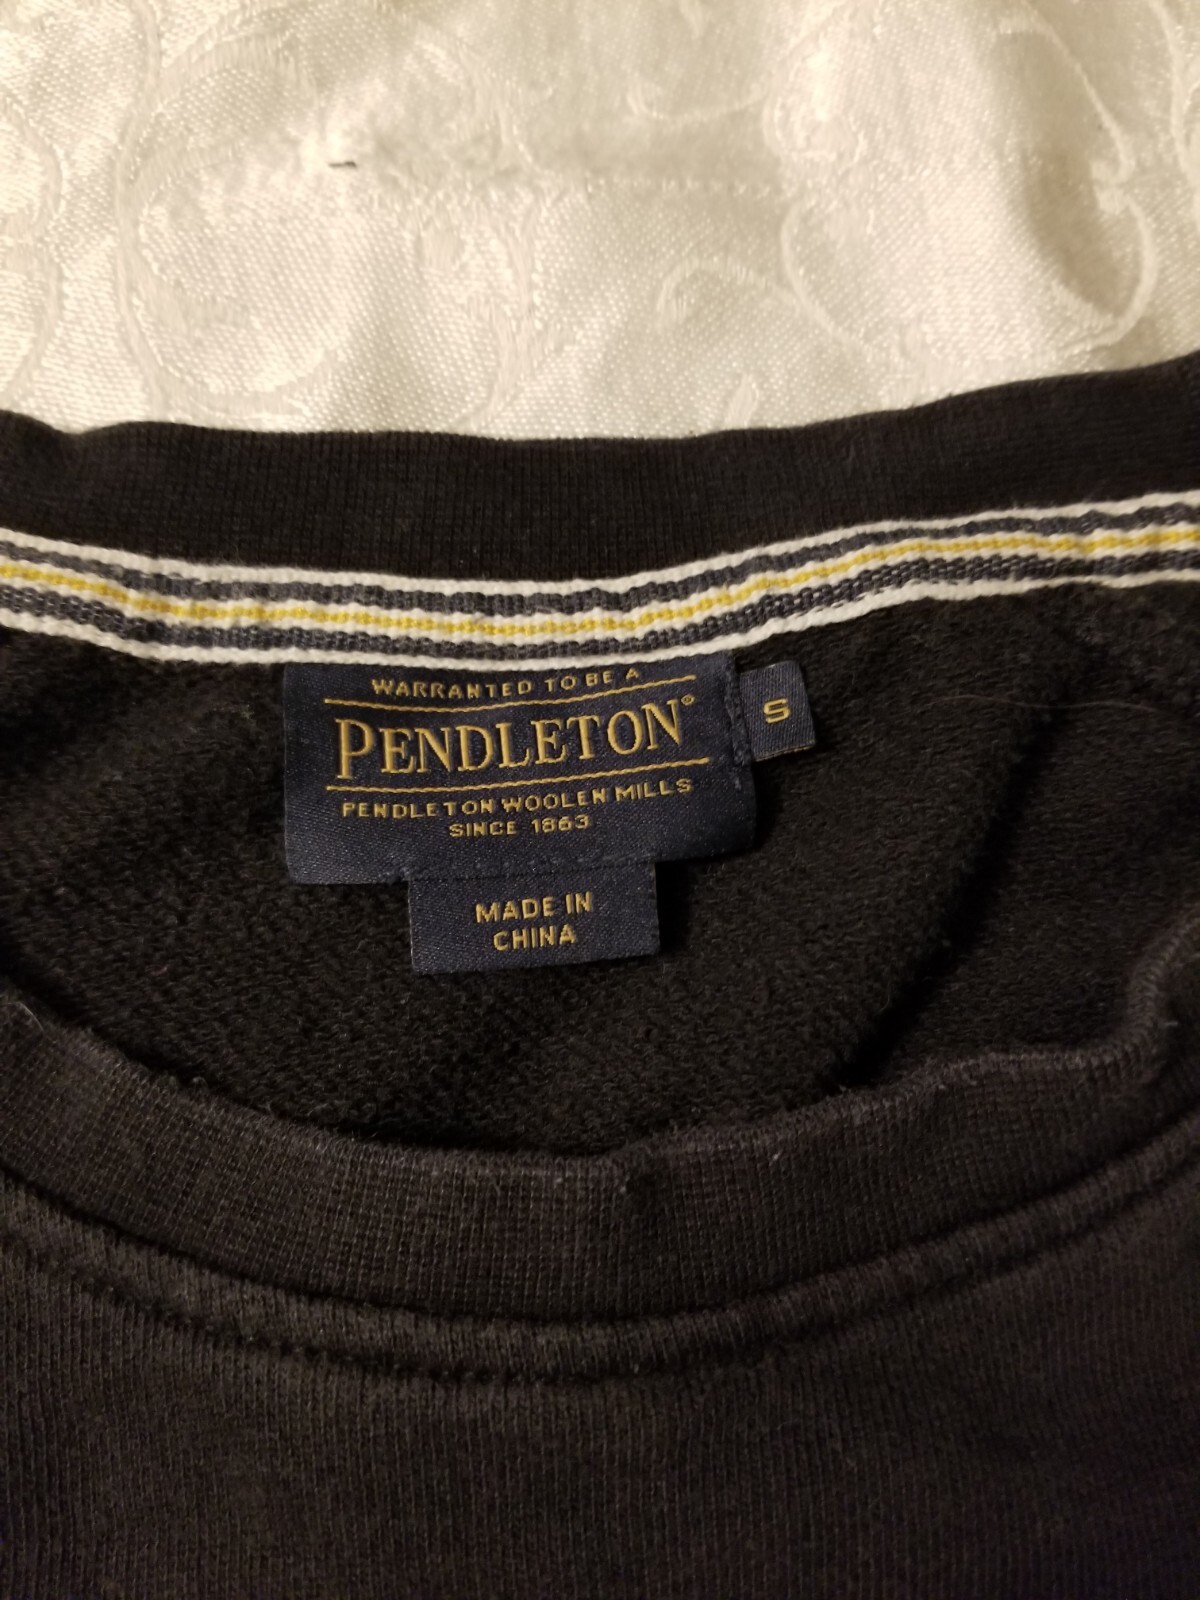 WARRANTED TO BE A
PENDLETON®
S
PENDLETON WOOLEN MILLS
SINCE 1863
MADE IN
CHINA